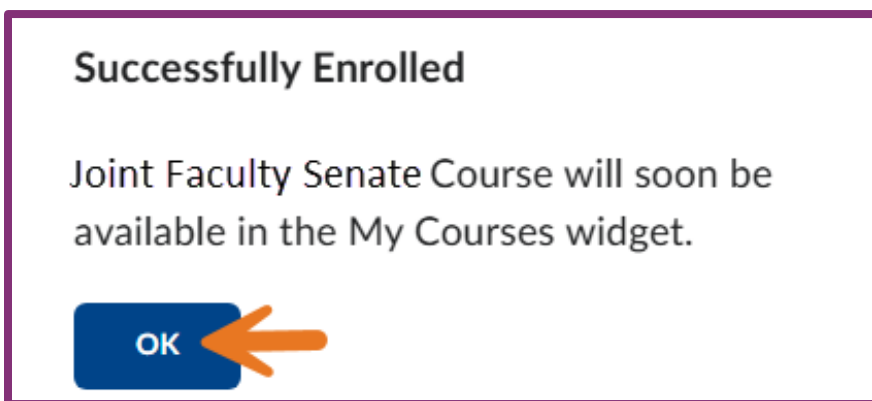 Successfully Enrolled
Joint Faculty Senate Course will soon be
available in the My Courses widget.
OK